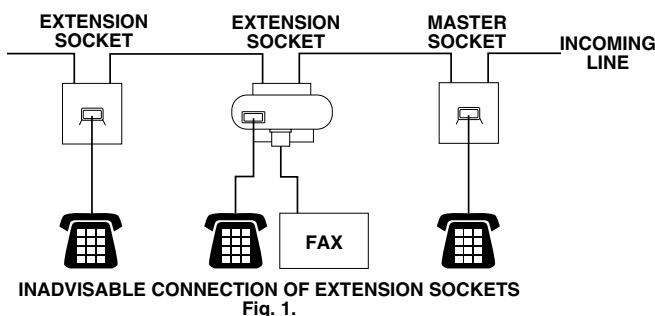 EXTENSION
SOCKET
EXTENSION
SOCKET
MASTER
SOCKET
INCOMING
LINE
FAX
INADVISABLE CONNECTION OF EXTENSION SOCKETS
Fig. 1.